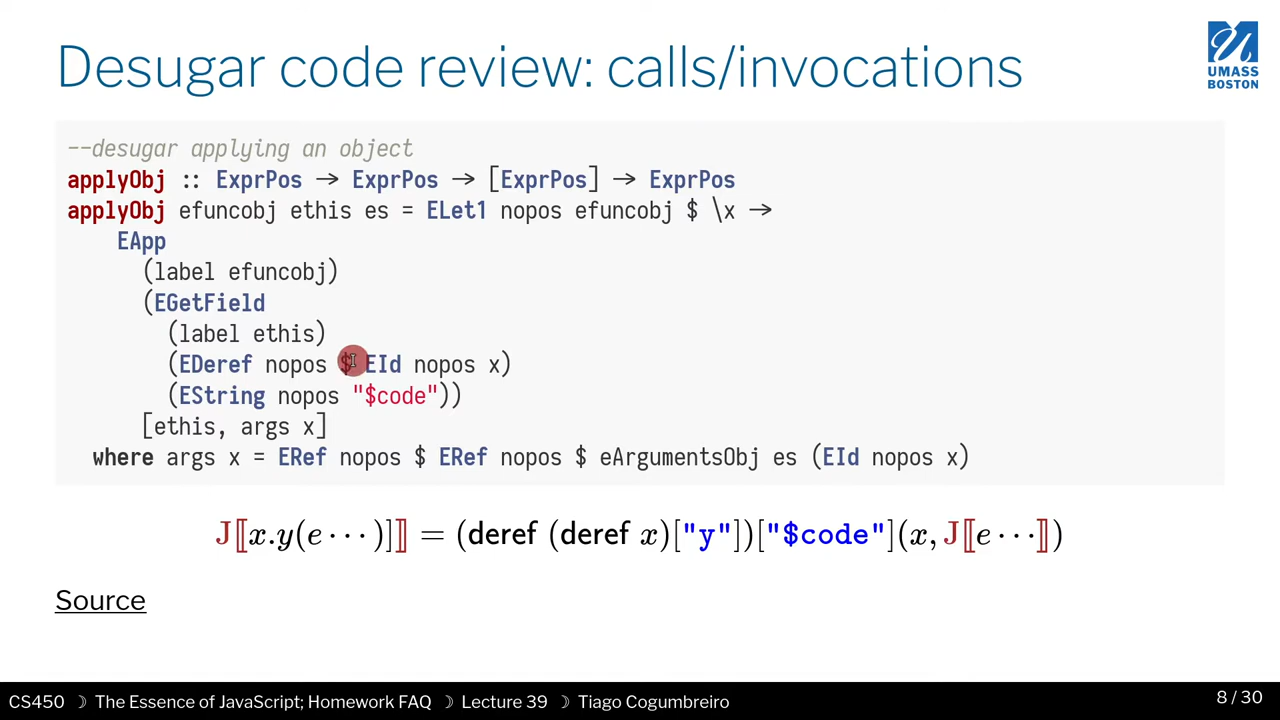 Desugar code review: calls/invocations
UMASS
BOSTON
--desugar applying an object
applyObj :: ExprPos → ExprPos → [ExprPos] → ExprPos
applyObj efuncobj ethis es = ELet1 nopos efuncobj $ \x →
EApp
(label efuncobj)
(EGetField
(label ethis)
(EDeref nopos $ EId nopos x)
(EString nopos "$code"))
[ethis, args x]
where args x = ERef nopos $ ERef nopos $ eArgumentsObj es (EId nopos x)
J⟦x.y(e ···)]⟧ = (deref (deref x)["y"])["$code"](x, J⟦e ···⟧)
Source
CS450 ☽ The Essence of JavaScript; Homework FAQ ☽ Lecture 39 ☽ Tiago Cogumbreiro
8 / 30